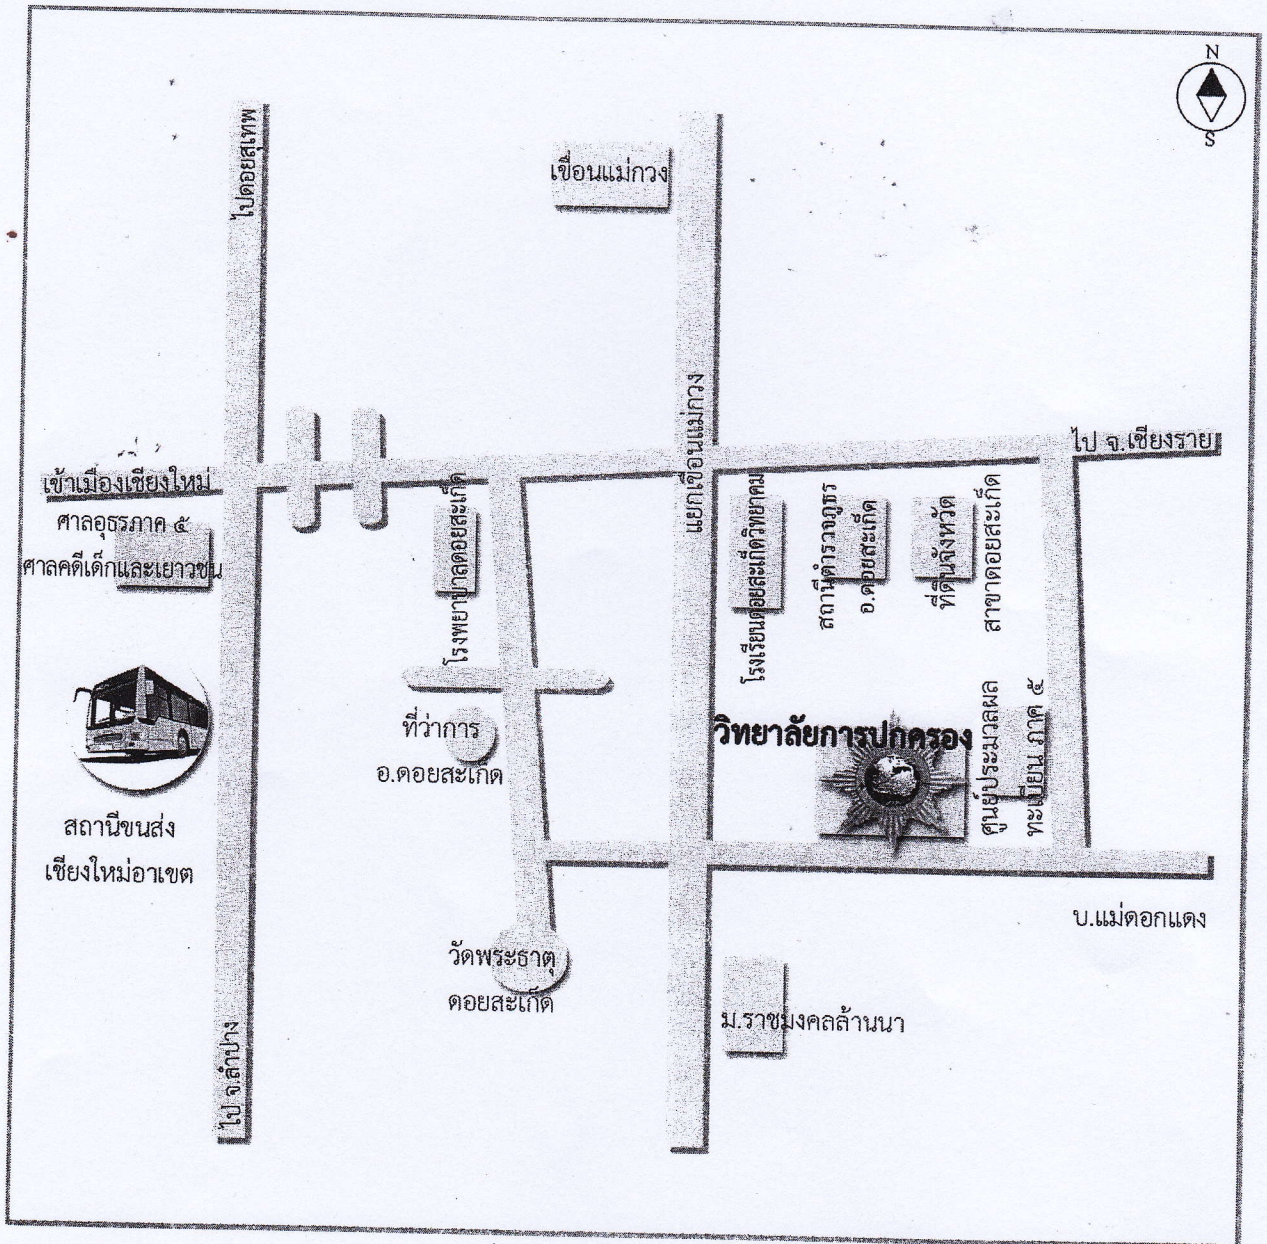 N
S
ไปดอยสุเทพ
เขื่อนแม่กวง
แยกเขื่อนแม่กวง
ไป จ.เชียงราย
เข้าเมืองเชียงใหม่
ศาลอุธรภาค ๕
ศาลคดีเด็กและเยาวชน
โรงพยาบาลดอยสะเก็ด
โรงเรียนดอยสะเก็ดวิทยาคม
สถานีตำรวจภูธร
อ.ดอยสะเก็ด
ที่ดินจังหวัด
สาขาดอยสะเก็ด
ที่ว่าการ
อ.ดอยสะเก็ด
วิทยาลัยการปกครอง
ศูนย์ประมวลผล
ทะเบียน ภาค ๕
สถานีขนส่ง
เชียงใหม่อาเขต
บ.แม่ดอกแดง
วัดพระธาตุ
ดอยสะเก็ด
ม.ราชมงคลล้านนา
ไป จ.ลำปาง